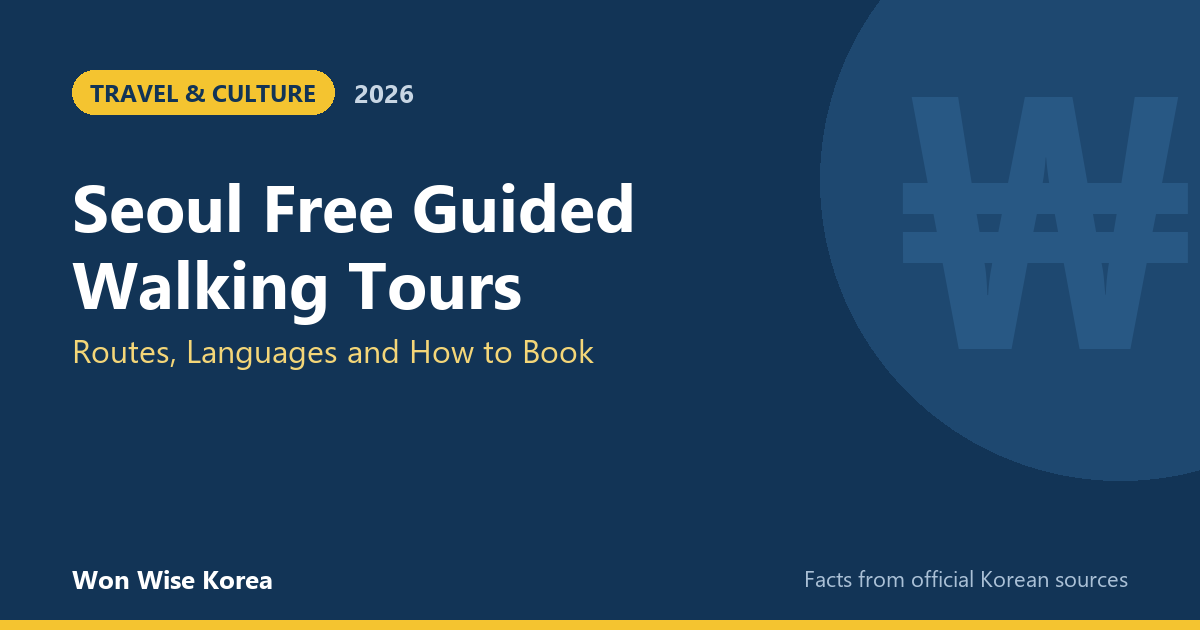 TRAVEL & CULTURE 2026
Seoul Free Guided
Walking Tours
Routes, Languages and How to Book
₩
Won Wise Korea
Facts from official Korean sources